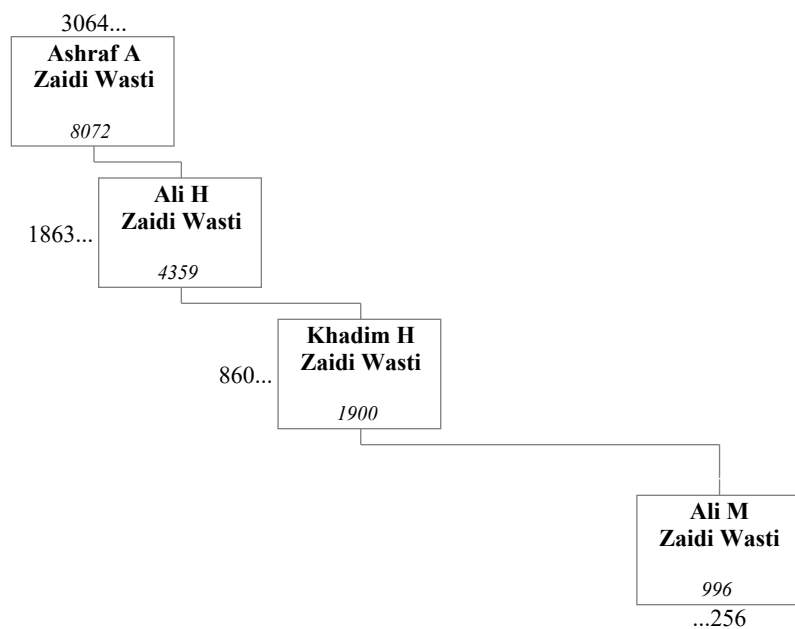 3064...
Ashraf A
Zaidi Wasti
8072
Ali H
Zaidi Wasti
1863...
4359
Khadim H
Zaidi Wasti
860...
1900
Ali M
Zaidi Wasti
996
...256